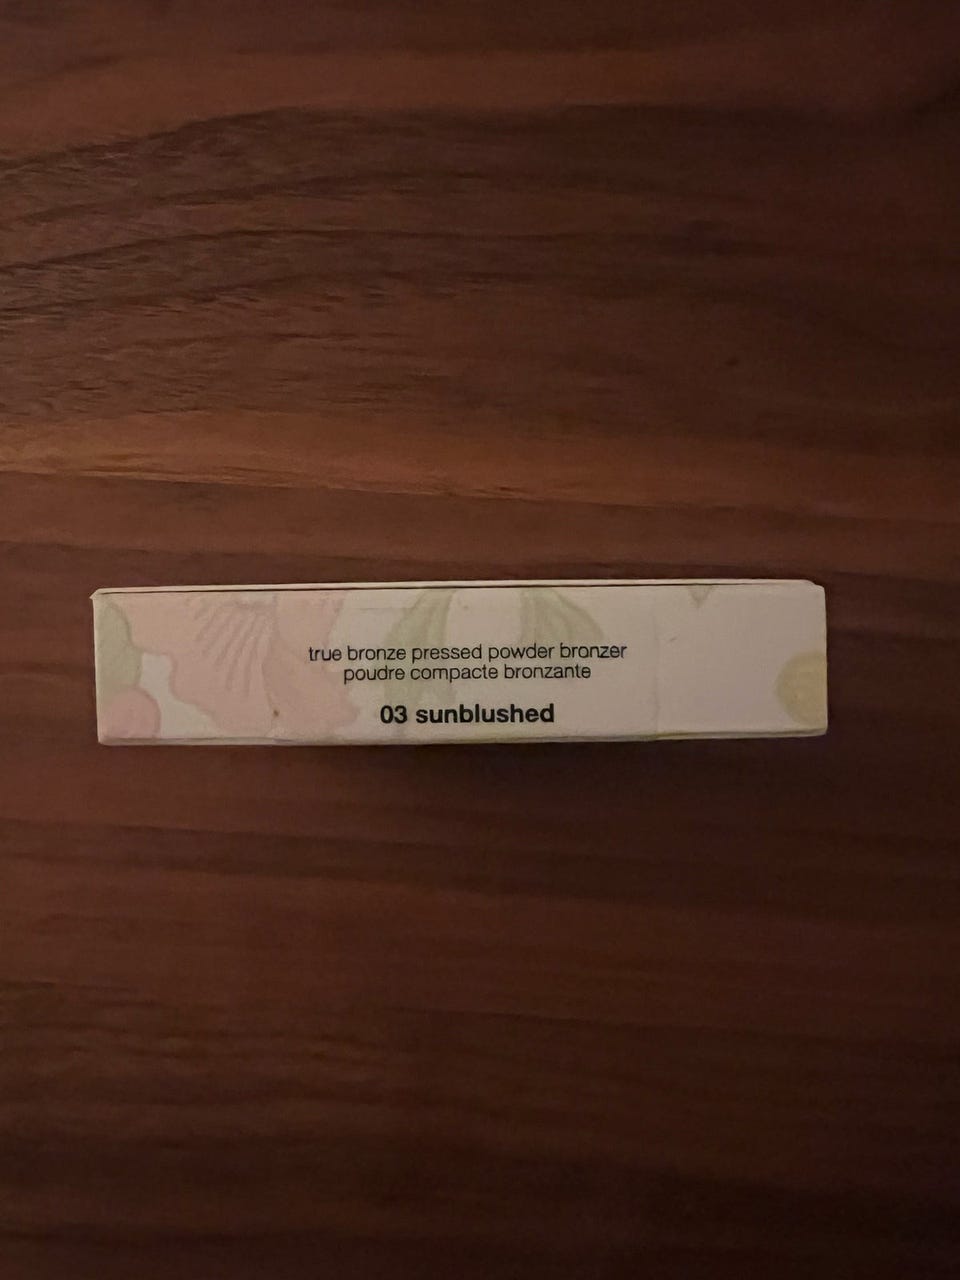 true bronze pressed powder bronzer
poudre compacte bronzante
03 sunblushed